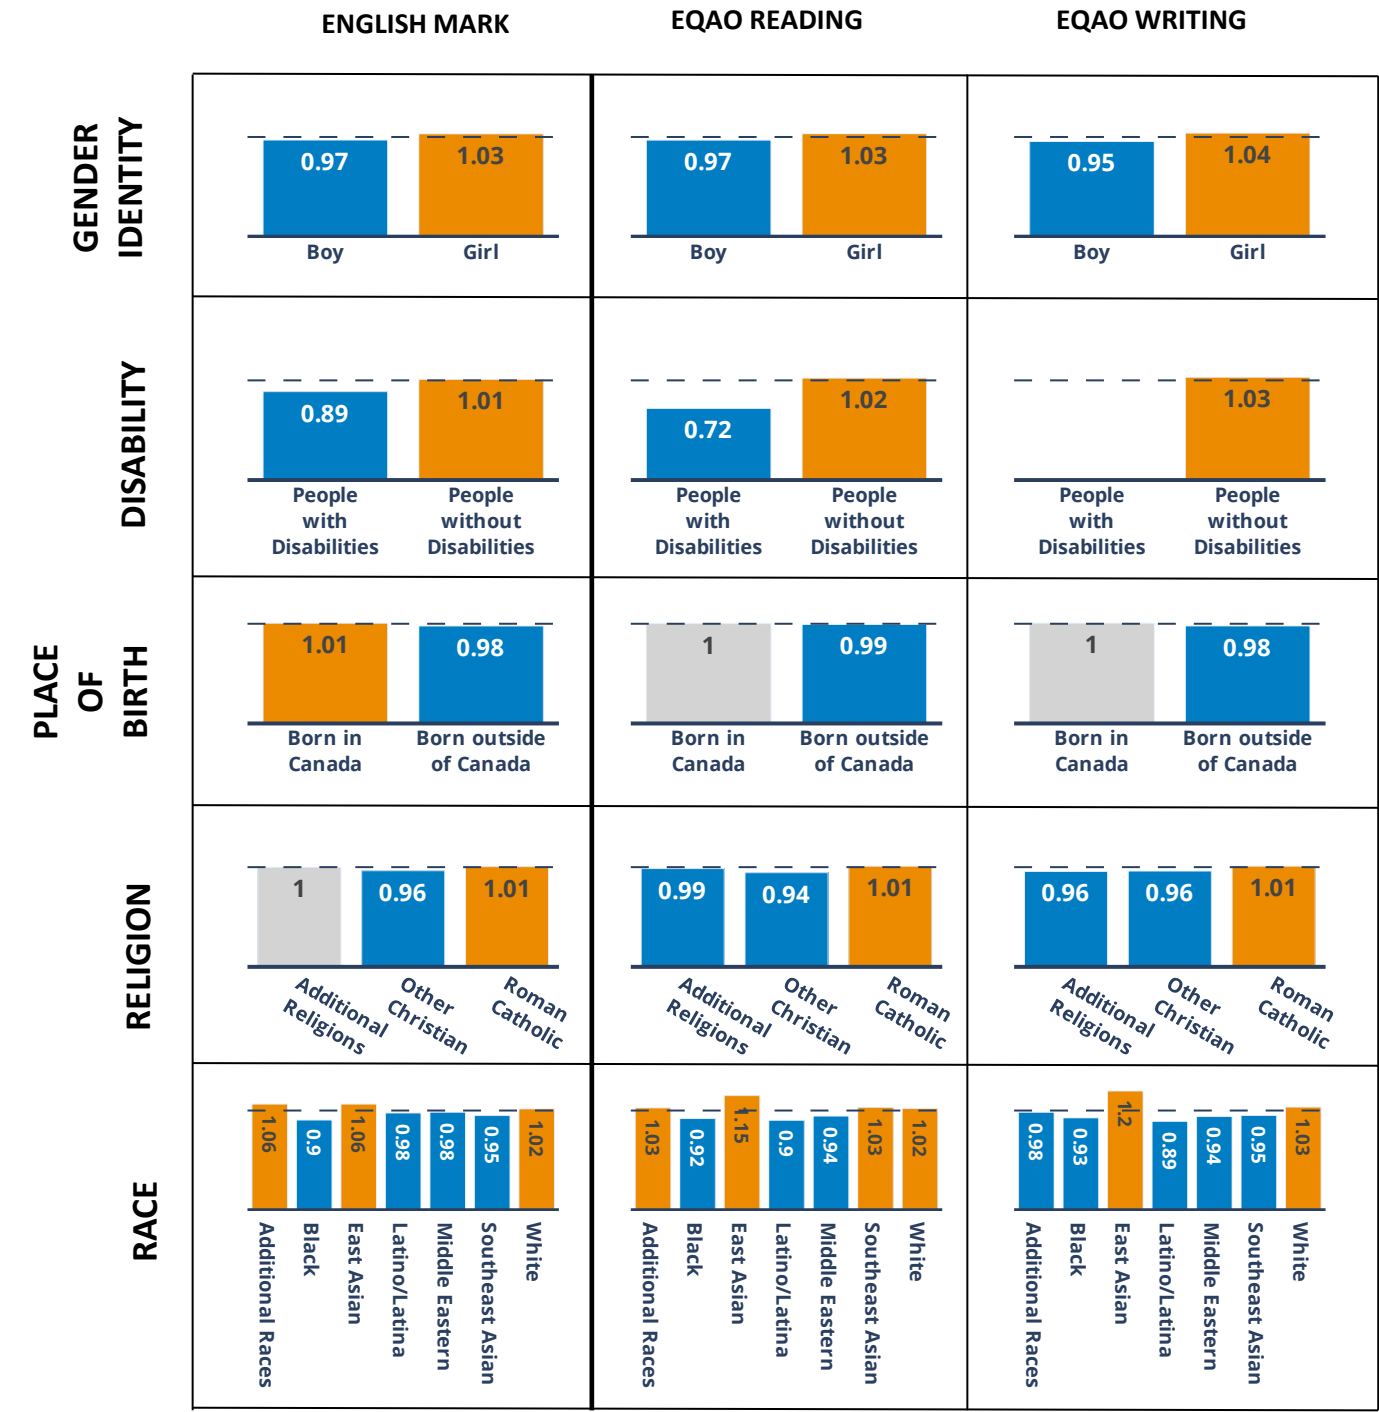 ENGLISH MARK
EQAO READING
EQAO WRITING
GENDER
IDENTITY
0.97
1.03
Boy
Girl
0.97
1.03
Boy
Girl
0.95
1.04
Boy
Girl
DISABILITY
0.89
1.01
People
with
Disabilities
People
without
Disabilities
0.72
1.02
People
with
Disabilities
People
without
Disabilities
1.03
People
with
Disabilities
People
without
Disabilities
PLACE
OF
BIRTH
1.01
0.98
Born in
Canada
Born outside
of Canada
1
0.99
Born in
Canada
Born outside
of Canada
1
0.98
Born in
Canada
Born outside
of Canada
RELIGION
1
0.96
1.01
Additional
Religions
Other
Christian
Roman
Catholic
0.99
0.94
1.01
Additional
Religions
Other
Christian
Roman
Catholic
0.96
0.96
1.01
Additional
Religions
Other
Christian
Roman
Catholic
RACE
1.06
0.9
1.06
0.98
0.98
0.95
1.02
Additional Races
Black
East Asian
Latino/Latina
Middle Eastern
Southeast Asian
White
1.03
0.92
1.15
0.9
0.94
1.03
1.02
Additional Races
Black
East Asian
Latino/Latina
Middle Eastern
Southeast Asian
White
0.98
0.93
1.2
0.89
0.94
0.95
1.03
Additional Races
Black
East Asian
Latino/Latina
Middle Eastern
Southeast Asian
White